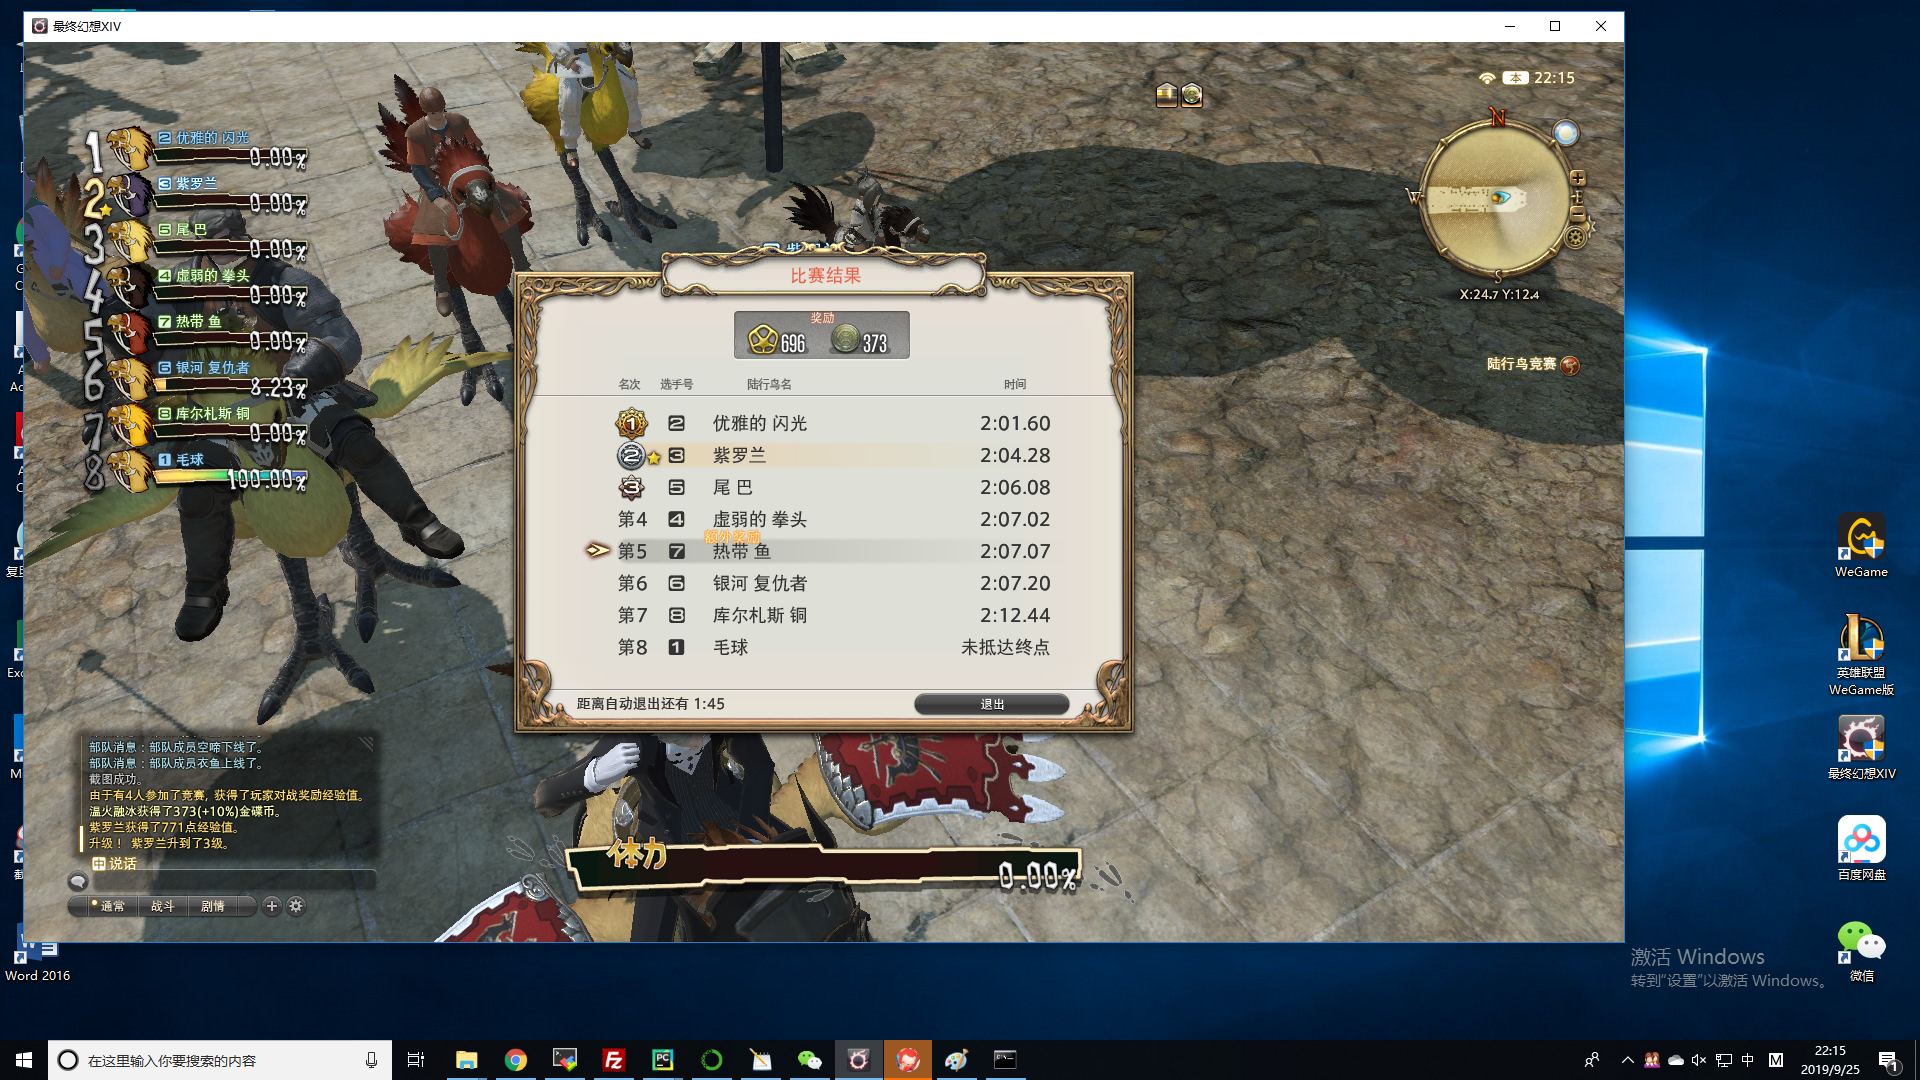 最终幻想XIV
本 22:15
N
W
S
X:24.7 Y:12.4
陆行鸟竞赛
1 2 优雅的 闪光
0.00%
2 3 紫罗兰
0.00%
3 5 尾 巴
0.00%
4 4 虚弱的 拳头
0.00%
5 7 热带 鱼
0.00%
6 6 银河 复仇者
8.23%
7 8 库尔札斯 铜
0.00%
8 1 毛球
100.00%
比赛结果
奖励
696 373
名次 选手号 陆行鸟名 时间
1 2 优雅的 闪光 2:01.60
2 3 紫罗兰 2:04.28
3 5 尾 巴 2:06.08
第4 4 虚弱的 拳头 2:07.02
额外奖励
第5 7 热带 鱼 2:07.07
第6 6 银河 复仇者 2:07.20
第7 8 库尔札斯 铜 2:12.44
第8 1 毛球 未抵达终点
距离自动退出还有 1:45 退出
部队消息：部队成员空啼下线了。
部队消息：部队成员衣鱼上线了。
截图成功。
由于有4人参加了竞赛，获得了玩家对战奖励经验值。
温火融冰获得了373(+10%)金碟币。
紫罗兰获得了771点经验值。
升级！ 紫罗兰升到了3级。
说话
通常 战斗 剧情
体力
0.00%
Word 2016
WeGame
英雄联盟
WeGame版
最终幻想XIV
百度网盘
微信
激活 Windows
转到“设置”以激活 Windows。
在这里输入你要搜索的内容
中 M
22:15
2019/9/25
1